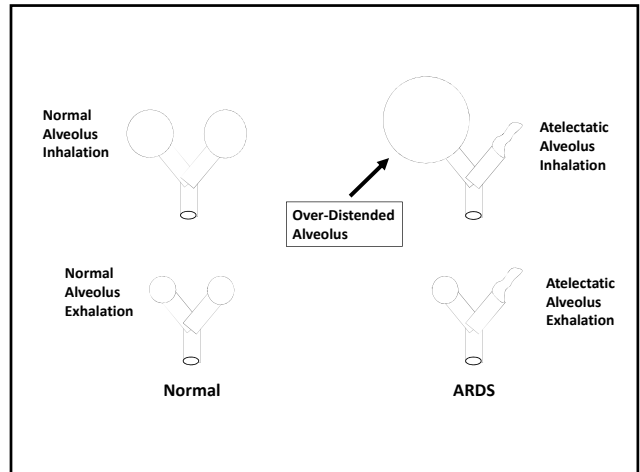 Normal
Alveolus
Inhalation
Atelectatic
Alveolus
Inhalation
Over-Distended
Alveolus
Normal
Alveolus
Exhalation
Atelectatic
Alveolus
Exhalation
Normal
ARDS